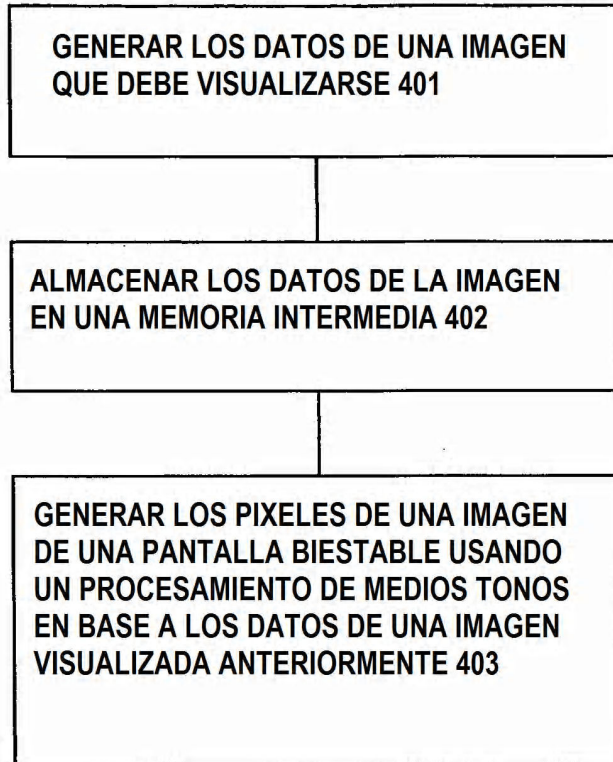 GENERAR LOS DATOS DE UNA IMAGEN
QUE DEBE VISUALIZARSE 401
ALMACENAR LOS DATOS DE LA IMAGEN
EN UNA MEMORIA INTERMEDIA 402
GENERAR LOS PIXELES DE UNA IMAGEN
DE UNA PANTALLA BIESTABLE USANDO
UN PROCESAMIENTO DE MEDIOS TONOS
EN BASE A LOS DATOS DE UNA IMAGEN
VISUALIZADA ANTERIORMENTE 403